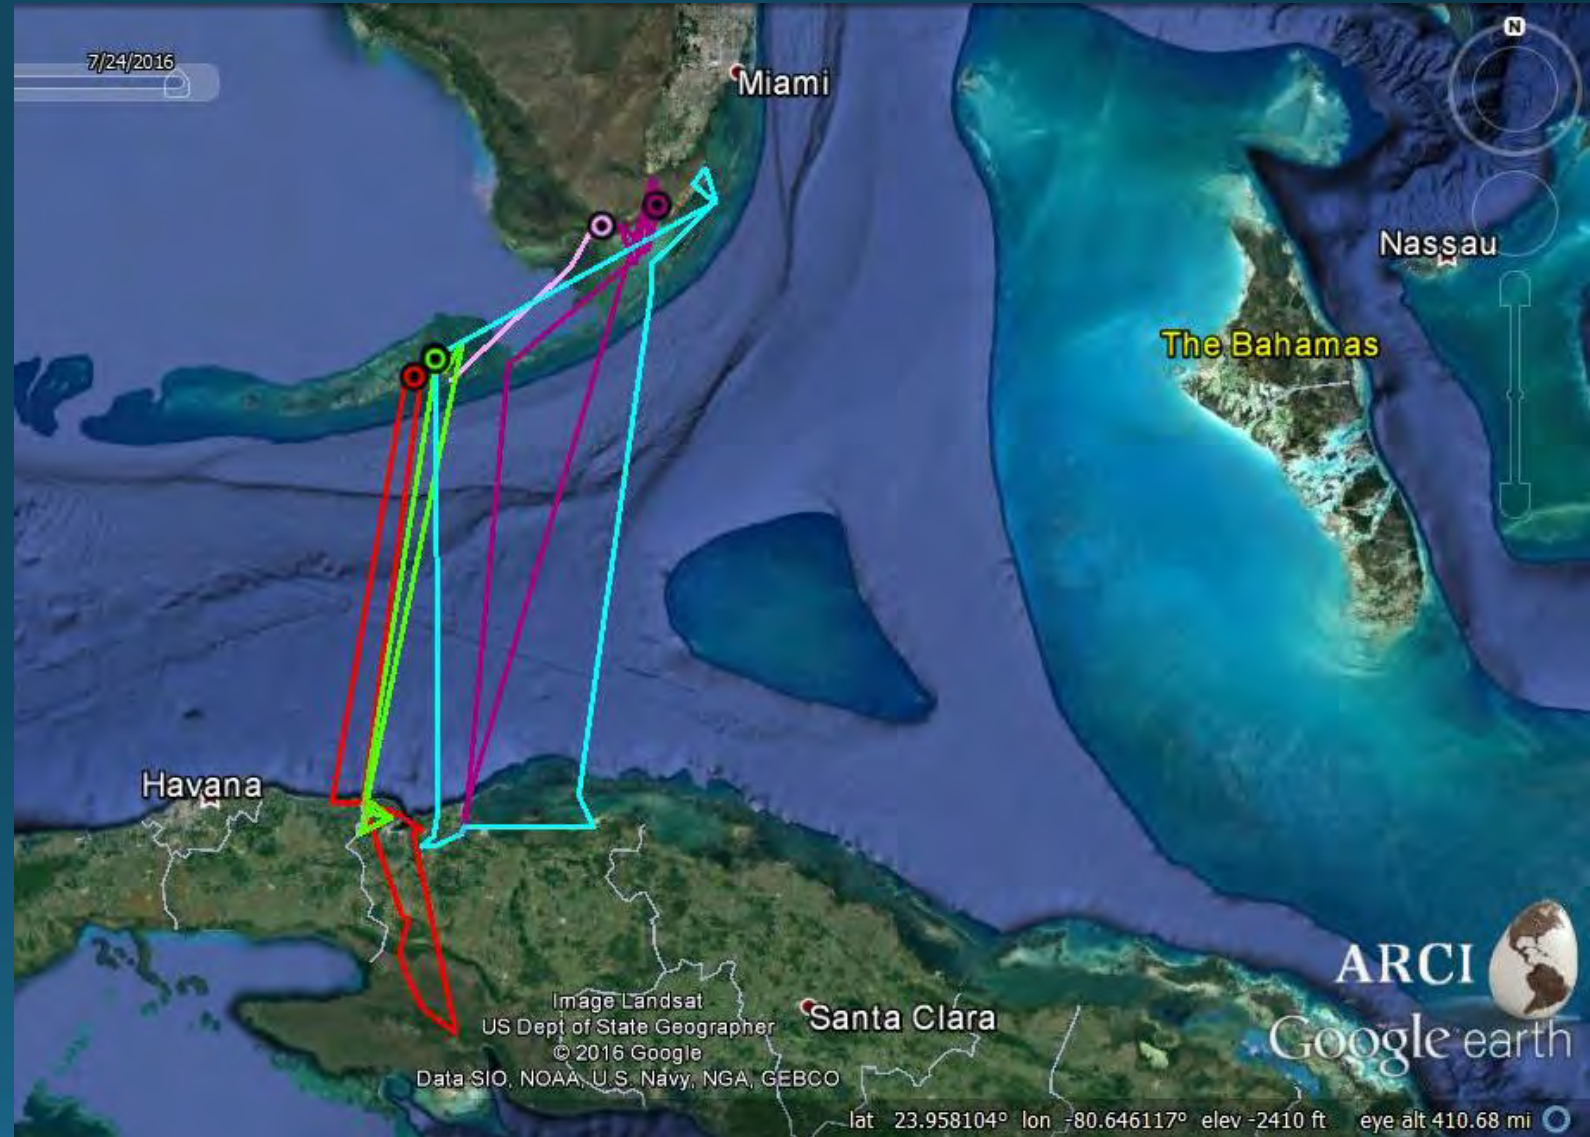 7/24/2016
N
Miami
Nassau
The Bahamas
Havana
ARCI
Image Landsat
US Dept of State Geographer
© 2016 Google
Data SIO, NOAA, U.S. Navy, NGA, GEBCO
Santa Clara
Google earth
lat 23.958104° lon -80.646117° elev -2410 ft eye alt 410.68 mi